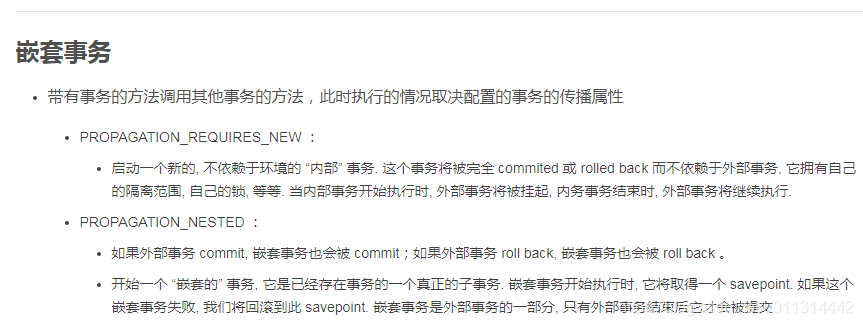 嵌套事务
• 带有事务的方法调用其他事务的方法，此时执行的情况取决配置的事务的传播属性
• PROPAGATION_REQUIRES_NEW ：
• 启动一个新的, 不依赖于环境的 “内部” 事务. 这个事务将被完全 commited 或 rolled back 而不依赖于外部事务, 它拥有自己
的隔离范围, 自己的锁, 等等. 当内部事务开始执行时, 外部事务将被挂起, 内务事务结束时, 外部事务将继续执行.
• PROPAGATION_NESTED ：
• 如果外部事务 commit, 嵌套事务也会被 commit；如果外部事务 roll back, 嵌套事务也会被 roll back 。
• 开始一个 “嵌套的” 事务, 它是已经存在事务的一个真正的子事务. 嵌套事务开始执行时, 它将取得一个 savepoint. 如果这个
嵌套事务失败, 我们将回滚到此 savepoint. 嵌套事务是外部事务的一部分, 只有外部事务结束后它才会被提交
011314442